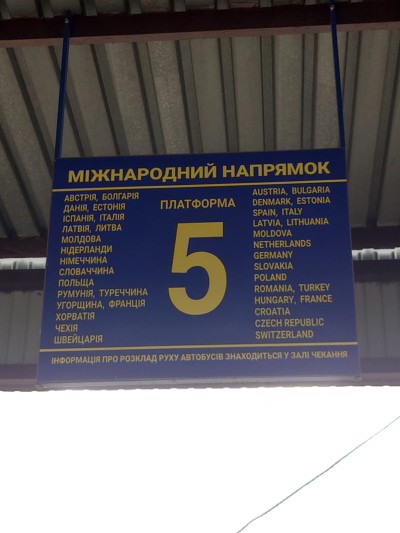 МІЖНАРОДНИЙ НАПРЯМОК
АВСТРІЯ, БОЛГАРІЯ
ДАНІЯ, ЕСТОНІЯ
ІСПАНІЯ, ІТАЛІЯ
ЛАТВІЯ, ЛИТВА
МОЛДОВА
НІДЕРЛАНДИ
НІМЕЧЧИНА
СЛОВАЧЧИНА
ПОЛЬЩА
РУМУНІЯ, ТУРЕЧЧИНА
УГОРЩИНА, ФРАНЦІЯ
ХОРВАТІЯ
ЧЕХІЯ
ШВЕЙЦАРІЯ
ПЛАТФОРМА
5
AUSTRIA, BULGARIA
DENMARK, ESTONIA
SPAIN, ITALY
LATVIA, LITHUANIA
MOLDOVA
NETHERLANDS
GERMANY
SLOVAKIA
POLAND
ROMANIA, TURKEY
HUNGARY, FRANCE
CROATIA
CZECH REPUBLIC
SWITZERLAND
ІНФОРМАЦІЯ ПРО РОЗКЛАД РУХУ АВТОБУСІВ ЗНАХОДИТЬСЯ У ЗАЛІ ЧЕКАННЯ